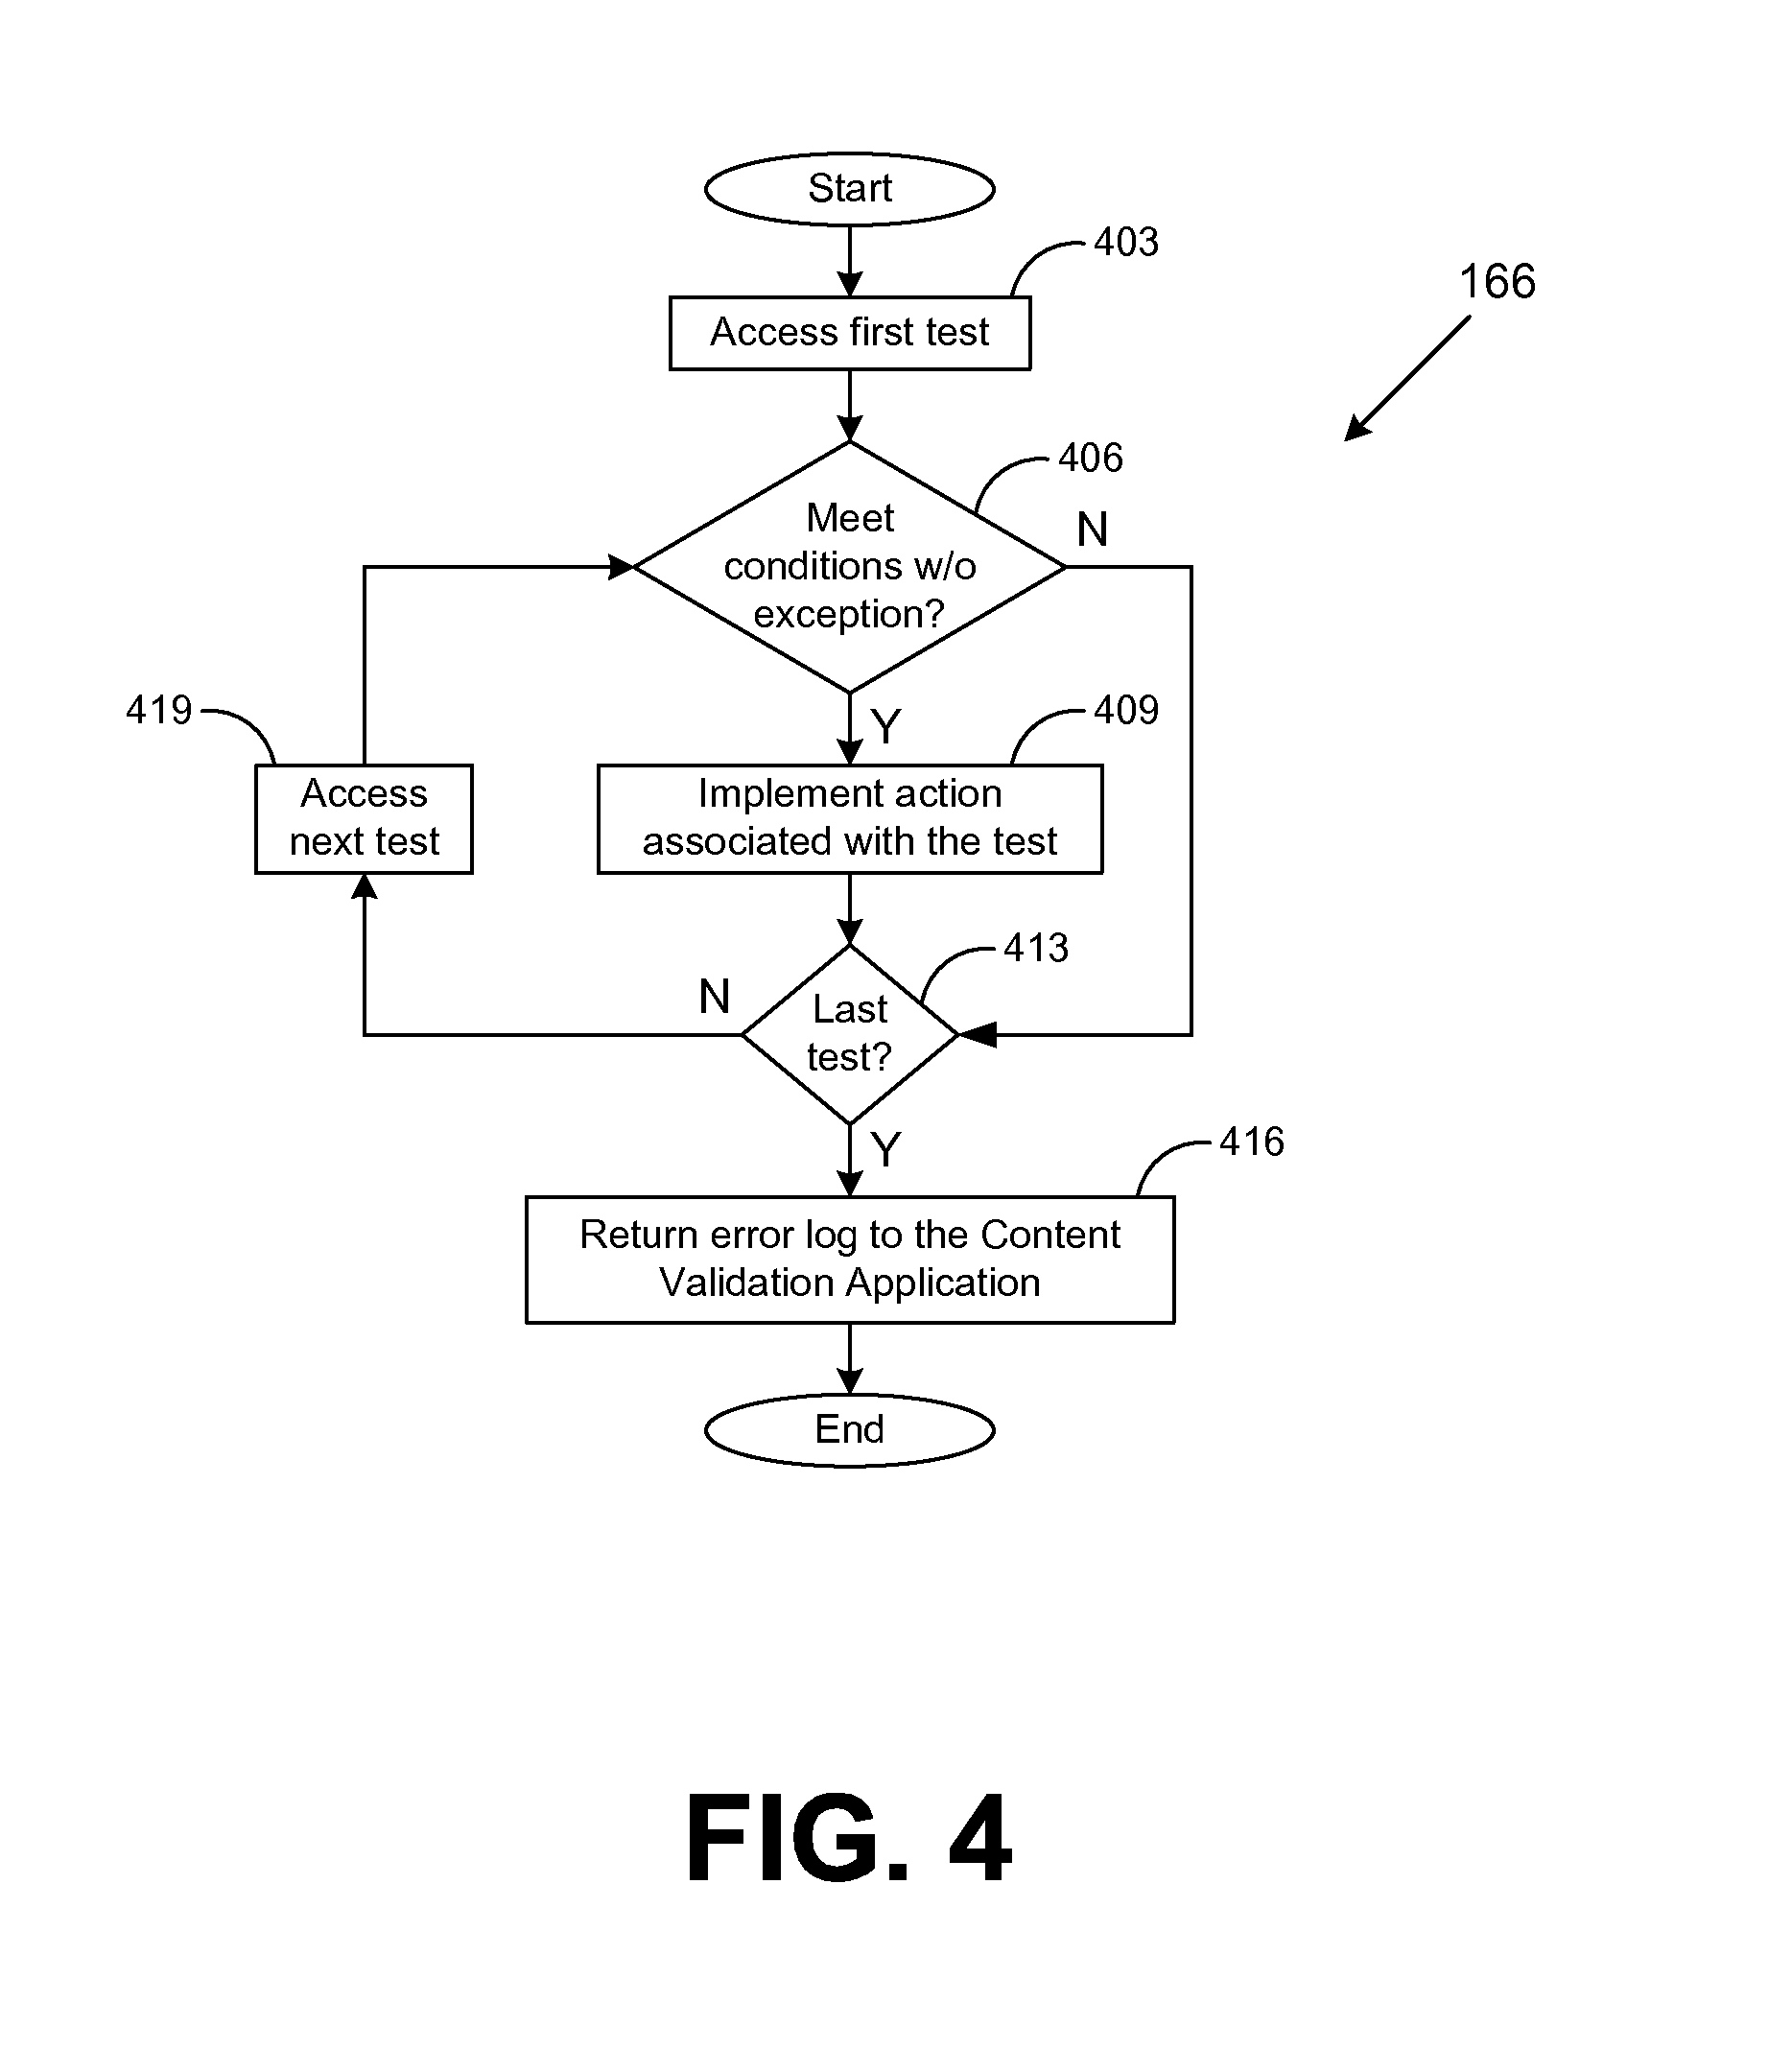 Start
403
Access first test
166
406
Meet
conditions w/o
exception?
N
Y
419
409
Access
next test
Implement action
associated with the test
413
N
Last
test?
Y
416
Return error log to the Content
Validation Application
End
FIG. 4